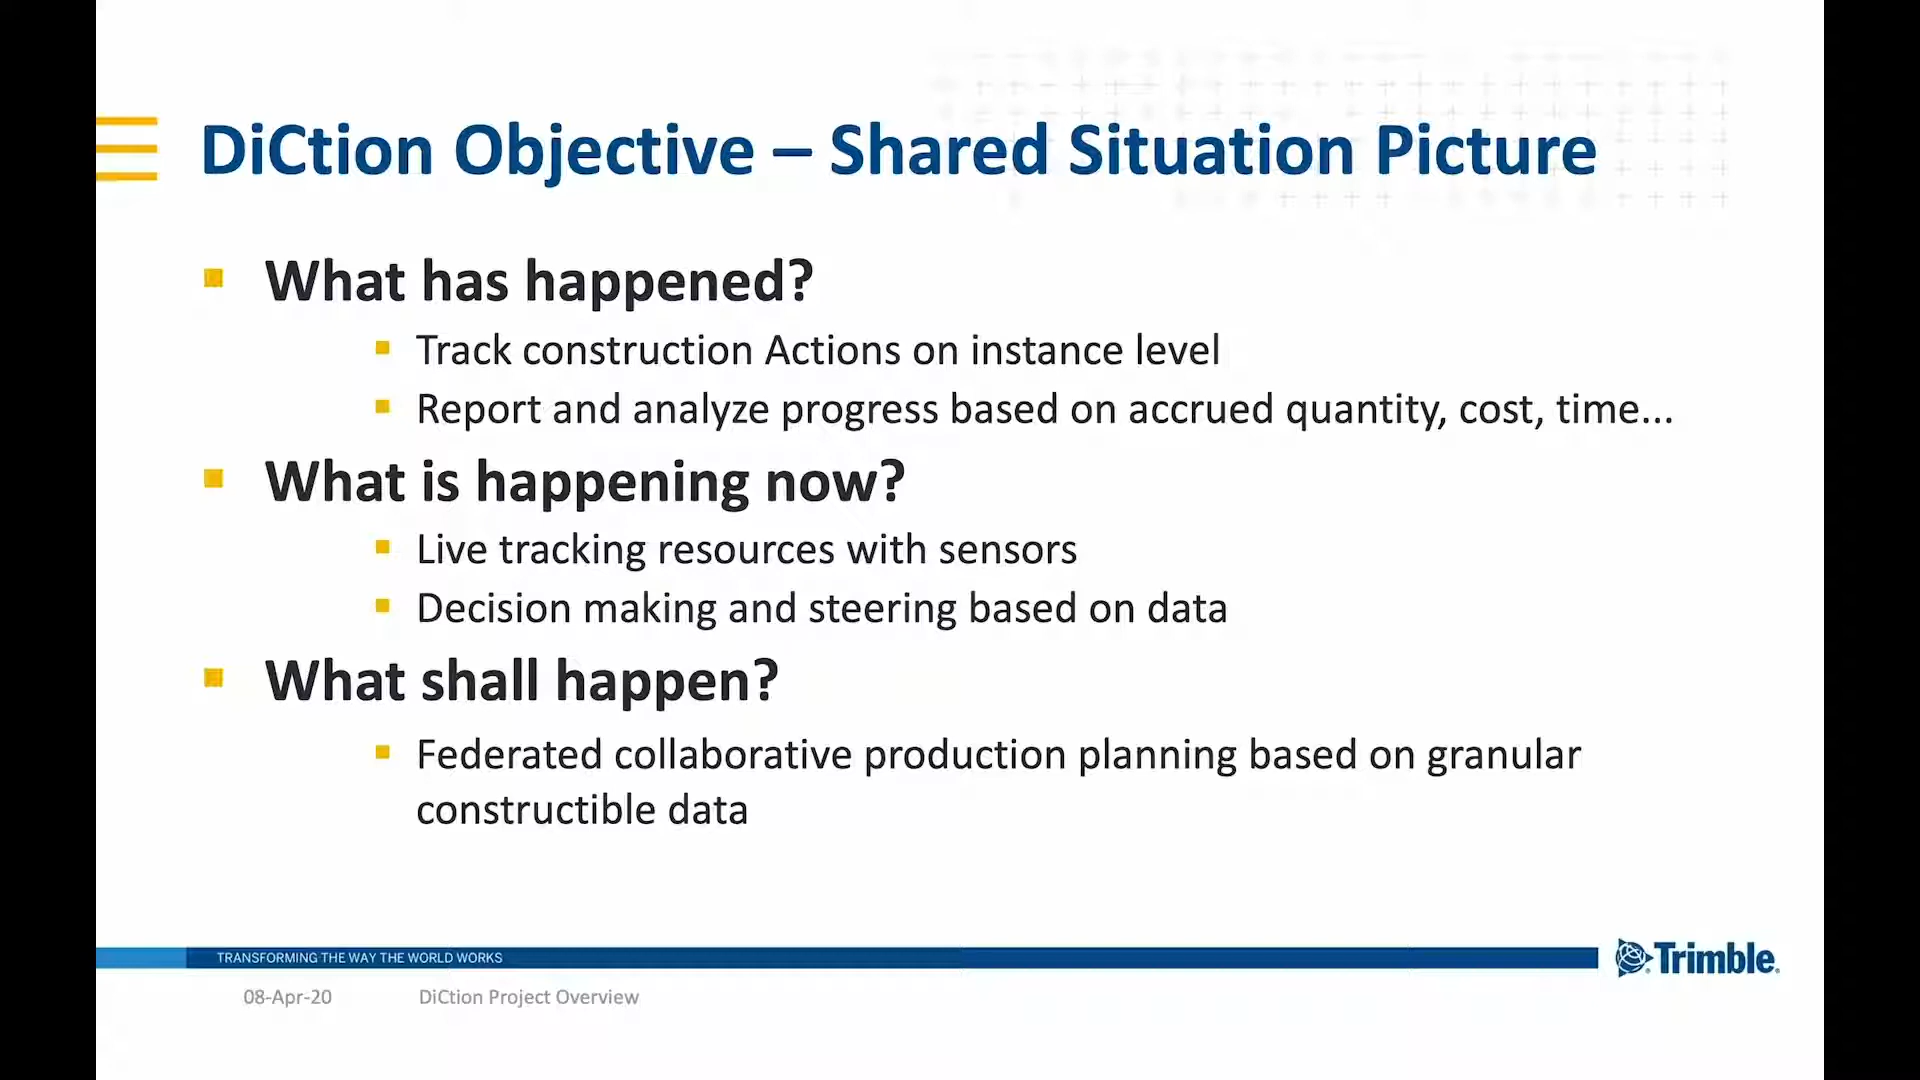 DiCtion Objective – Shared Situation Picture
What has happened?
Track construction Actions on instance level
Report and analyze progress based on accrued quantity, cost, time...
What is happening now?
Live tracking resources with sensors
Decision making and steering based on data
What shall happen?
Federated collaborative production planning based on granular
constructible data
TRANSFORMING THE WAY THE WORLD WORKS
Trimble.
08-Apr-20
DiCtion Project Overview